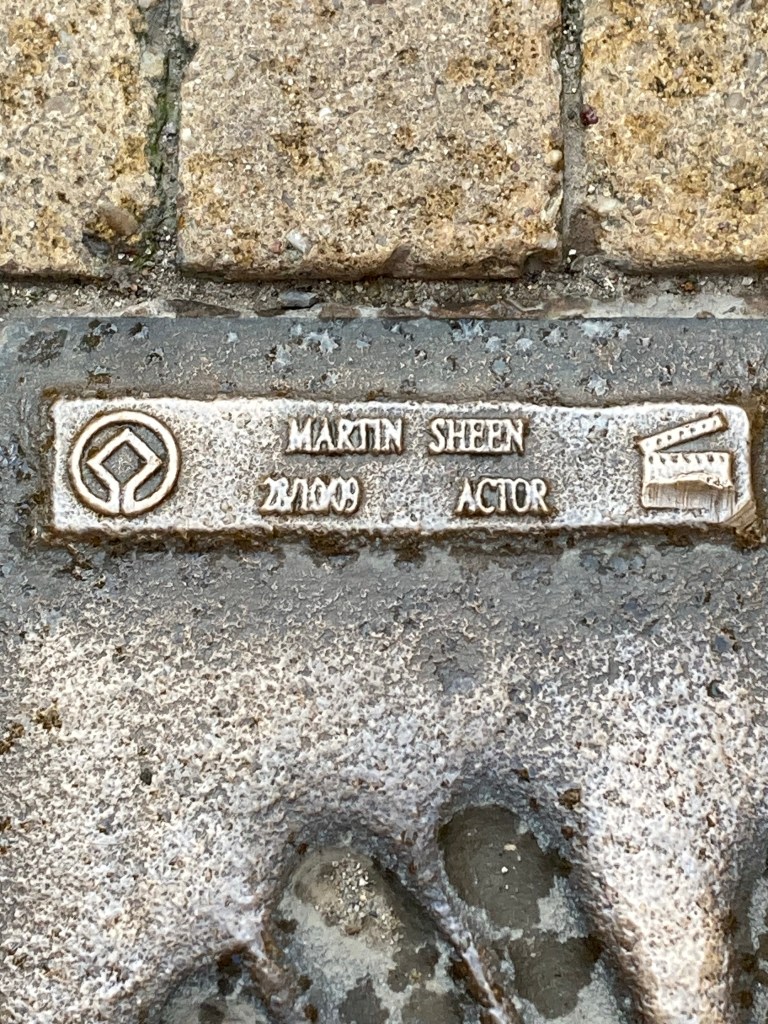 MARTIN SHEEN
28/10/09 ACTOR